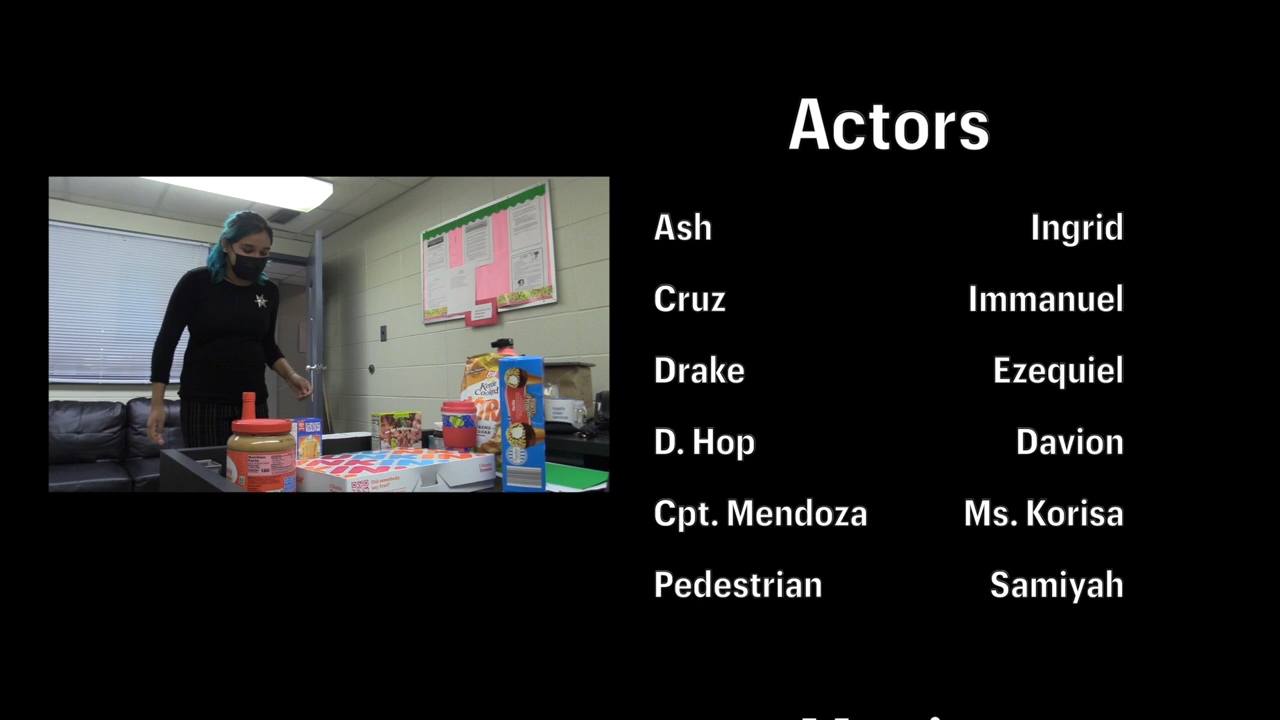 Actors
Ash Ingrid
Cruz Immanuel
Drake Ezequiel
D. Hop Davion
Cpt. Mendoza Ms. Korisa
Pedestrian Samiyah